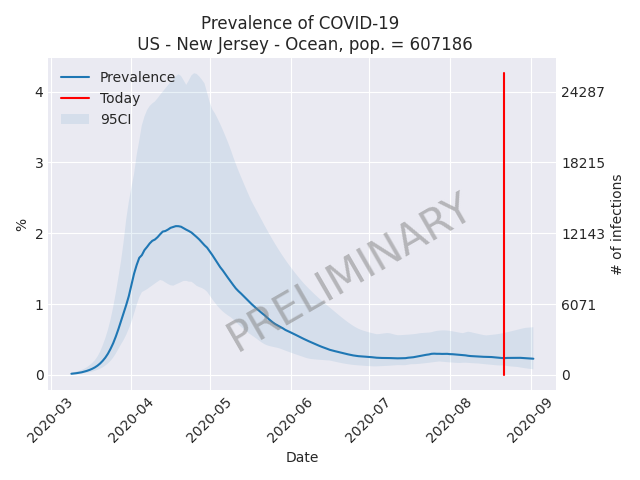 Prevalence of COVID-19
US - New Jersey - Ocean, pop. = 607186
Prevalence
Today
95CI
4
3
2
1
0
%
24287
18215
12143
6071
0
# of infections
PRELIMINARY
2020-03
2020-04
2020-05
2020-06
2020-07
2020-08
2020-09
Date